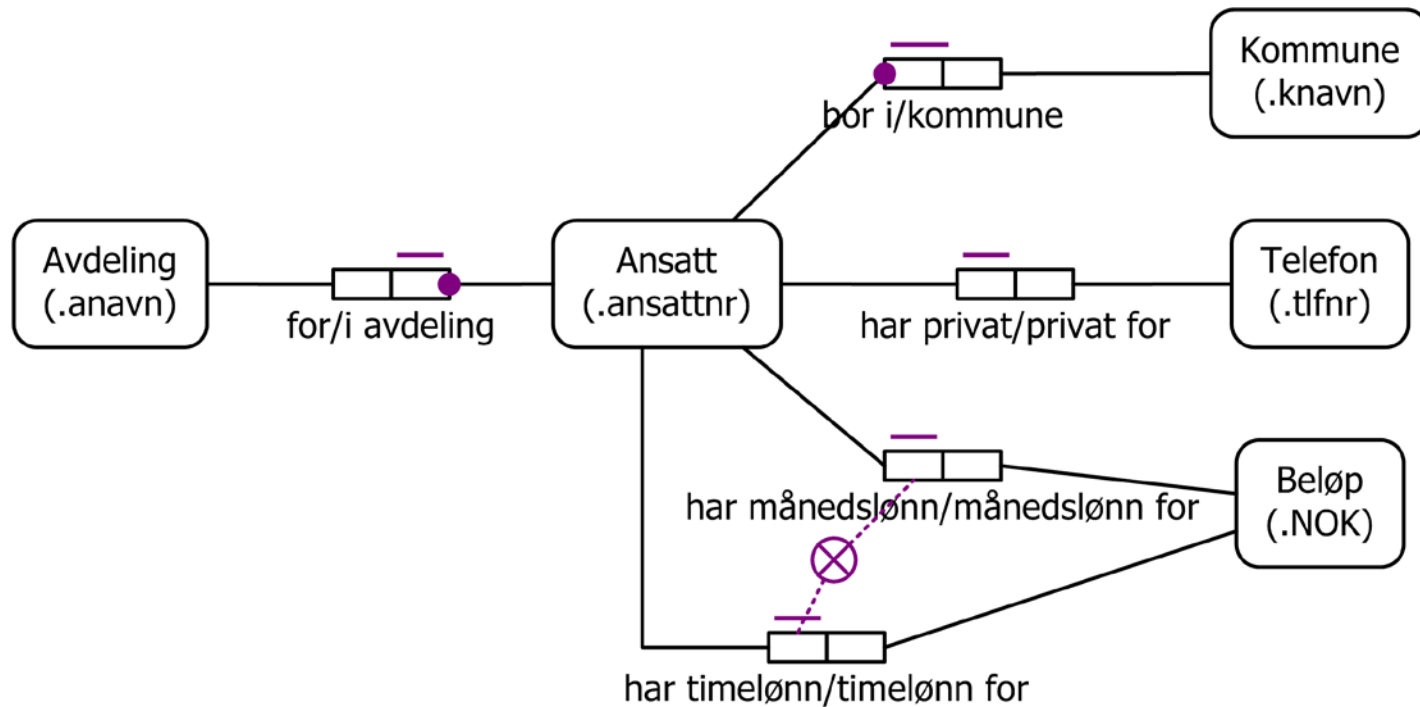 Kommune
(.knavn)
bor i/kommune
Avdeling
(.anavn)
for/i avdeling
Ansatt
(.ansattnr)
har privat/privat for
Telefon
(.tlfnr)
har månedslønn/månedslønn for
Beløp
(.NOK)
har timelønn/timelønn for